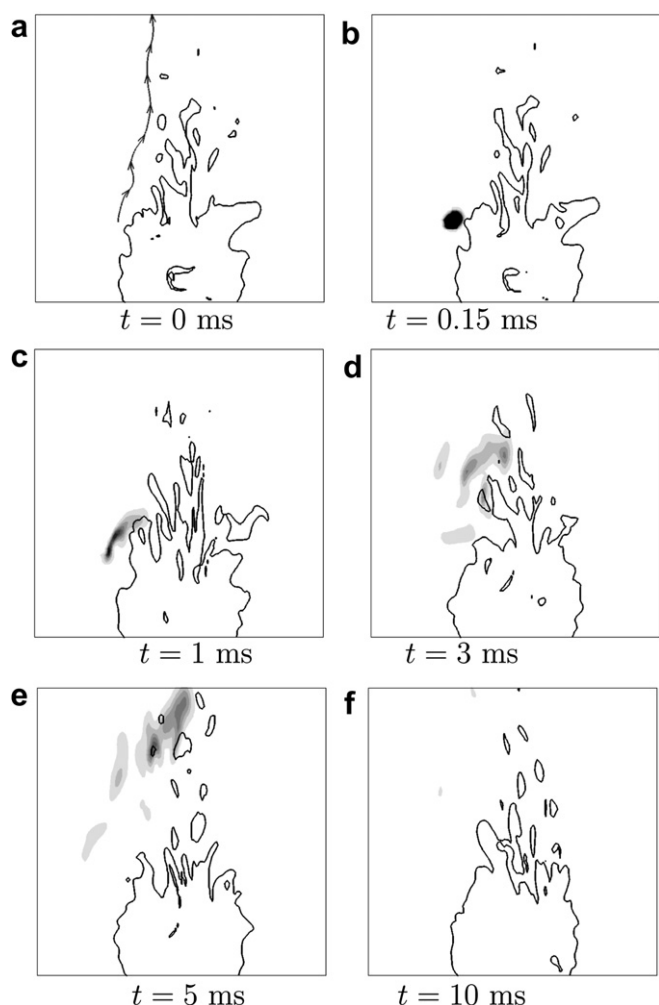 a
b
t = 0 ms
t = 0.15 ms
c
d
t = 1 ms
t = 3 ms
e
f
t = 5 ms
t = 10 ms